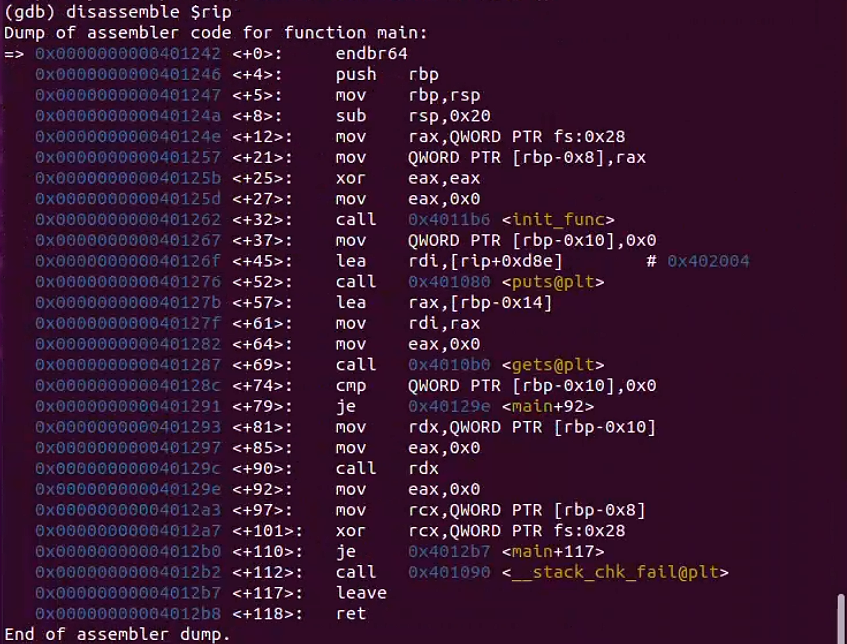 (gdb) disassemble $rip
Dump of assembler code for function main:
=> 0x0000000000401242 <+0>: endbr64
0x0000000000401246 <+4>: push rbp
0x0000000000401247 <+5>: mov rbp,rsp
0x000000000040124a <+8>: sub rsp,0x20
0x000000000040124e <+12>: mov rax,QWORD PTR fs:0x28
0x0000000000401257 <+21>: mov QWORD PTR [rbp-0x8],rax
0x000000000040125b <+25>: xor eax,eax
0x000000000040125d <+27>: mov eax,0x0
0x0000000000401262 <+32>: call 0x4011b6 <init_func>
0x0000000000401267 <+37>: mov QWORD PTR [rbp-0x10],0x0
0x000000000040126f <+45>: lea rdi,[rip+0xd8e] # 0x402004
0x0000000000401276 <+52>: call 0x401080 <puts@plt>
0x000000000040127b <+57>: lea rax,[rbp-0x14]
0x000000000040127f <+61>: mov rdi,rax
0x0000000000401282 <+64>: mov eax,0x0
0x0000000000401287 <+69>: call 0x4010b0 <gets@plt>
0x000000000040128c <+74>: cmp QWORD PTR [rbp-0x10],0x0
0x0000000000401291 <+79>: je 0x40129e <main+92>
0x0000000000401293 <+81>: mov rdx,QWORD PTR [rbp-0x10]
0x0000000000401297 <+85>: mov eax,0x0
0x000000000040129c <+90>: call rdx
0x000000000040129e <+92>: mov eax,0x0
0x00000000004012a3 <+97>: mov rcx,QWORD PTR [rbp-0x8]
0x00000000004012a7 <+101>: xor rcx,QWORD PTR fs:0x28
0x00000000004012b0 <+110>: je 0x4012b7 <main+117>
0x00000000004012b2 <+112>: call 0x401090 <__stack_chk_fail@plt>
0x00000000004012b7 <+117>: leave
0x00000000004012b8 <+118>: ret
End of assembler dump.